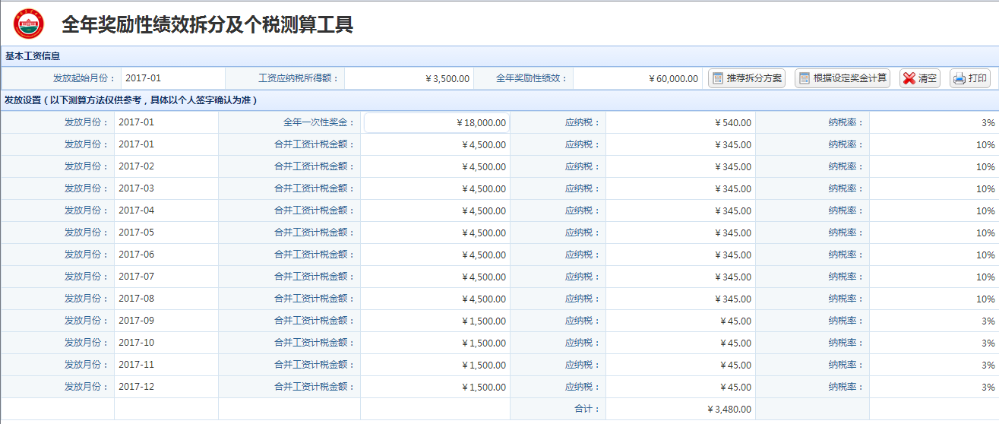 全年奖励性绩效拆分及个税测算工具
基本工资信息
发放起始月份： 2017-01 工资应纳税所得额： ￥3,500.00 全年奖励性绩效： ￥60,000.00 推荐拆分方案 根据设定奖金计算 清空 打印
发放设置（以下测算方法仅供参考，具体以个人签字确认为准）
发放月份： 2017-01 全年一次性奖金： ￥18,000.00 应纳税： ￥540.00 纳税率： 3%
发放月份： 2017-01 合并工资计税金额： ￥4,500.00 应纳税： ￥345.00 纳税率： 10%
发放月份： 2017-02 合并工资计税金额： ￥4,500.00 应纳税： ￥345.00 纳税率： 10%
发放月份： 2017-03 合并工资计税金额： ￥4,500.00 应纳税： ￥345.00 纳税率： 10%
发放月份： 2017-04 合并工资计税金额： ￥4,500.00 应纳税： ￥345.00 纳税率： 10%
发放月份： 2017-05 合并工资计税金额： ￥4,500.00 应纳税： ￥345.00 纳税率： 10%
发放月份： 2017-06 合并工资计税金额： ￥4,500.00 应纳税： ￥345.00 纳税率： 10%
发放月份： 2017-07 合并工资计税金额： ￥4,500.00 应纳税： ￥345.00 纳税率： 10%
发放月份： 2017-08 合并工资计税金额： ￥4,500.00 应纳税： ￥345.00 纳税率： 10%
发放月份： 2017-09 合并工资计税金额： ￥1,500.00 应纳税： ￥45.00 纳税率： 3%
发放月份： 2017-10 合并工资计税金额： ￥1,500.00 应纳税： ￥45.00 纳税率： 3%
发放月份： 2017-11 合并工资计税金额： ￥1,500.00 应纳税： ￥45.00 纳税率： 3%
发放月份： 2017-12 合并工资计税金额： ￥1,500.00 应纳税： ￥45.00 纳税率： 3%
合计： ￥3,480.00